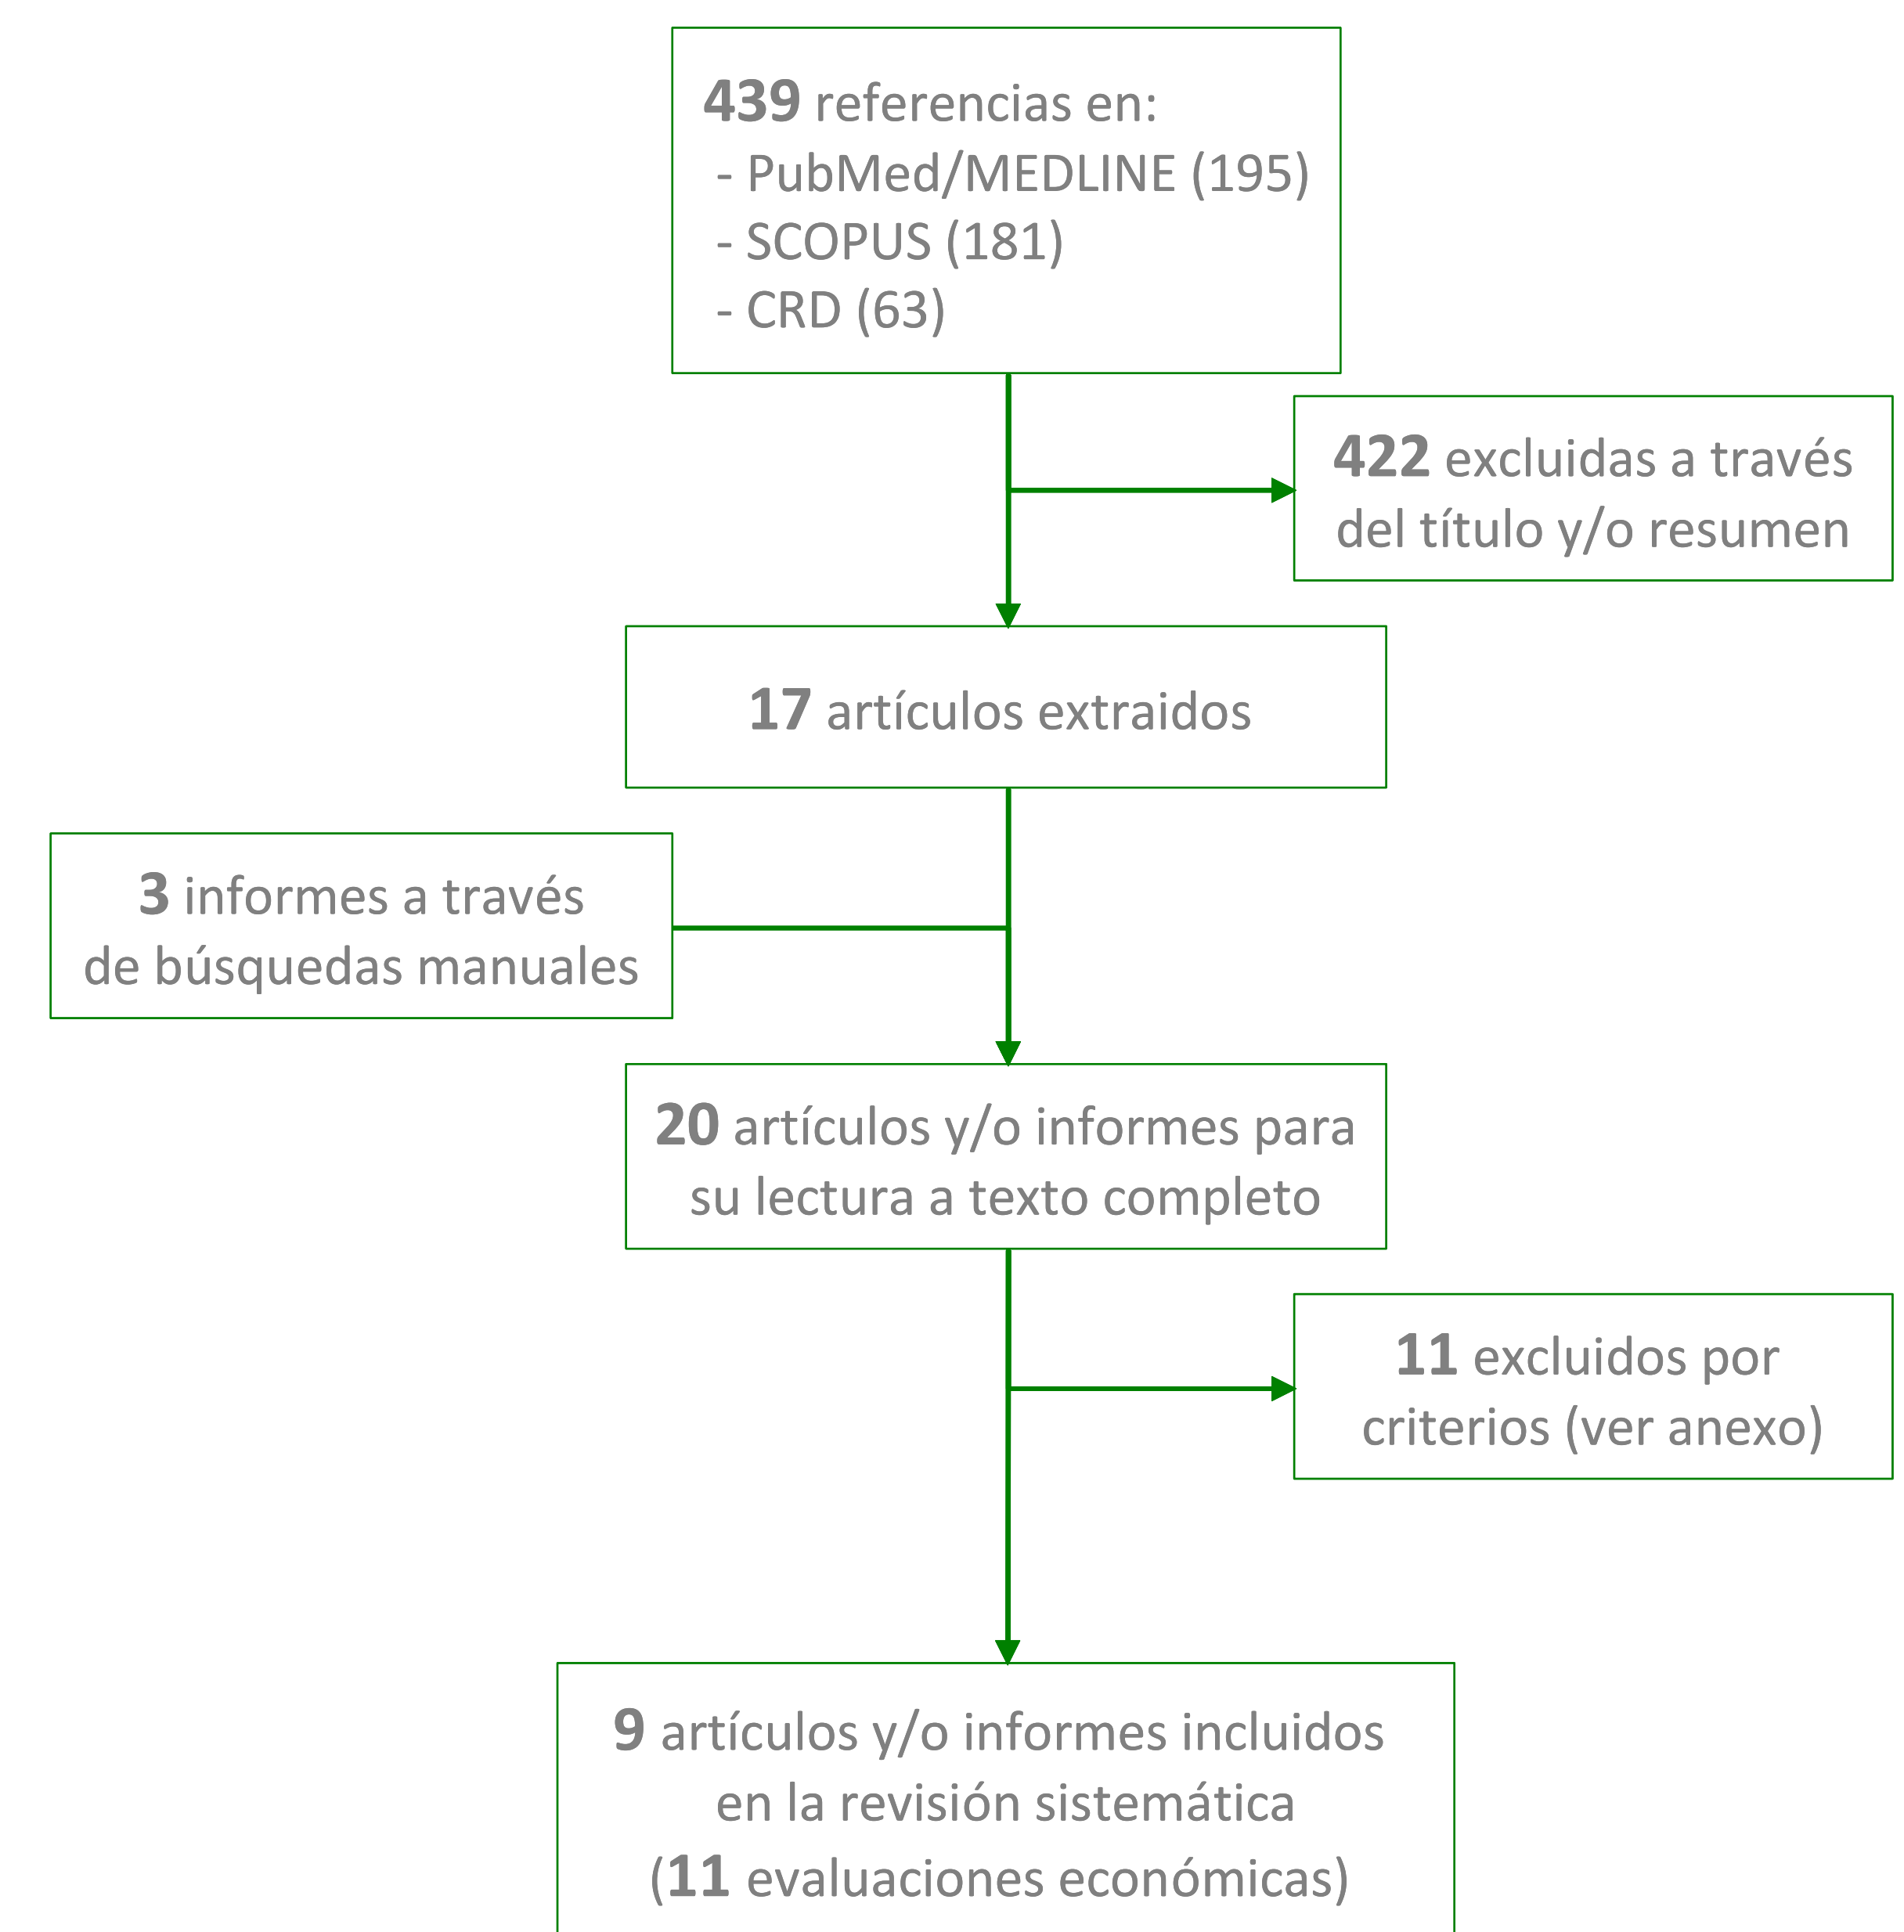 439 referencias en:
- PubMed/MEDLINE (195)
- SCOPUS (181)
- CRD (63)
422 excluidas a través
del título y/o resumen
17 artículos extraidos
3 informes a través
de búsquedas manuales
20 artículos y/o informes para
su lectura a texto completo
11 excluidos por
criterios (ver anexo)
9 artículos y/o informes incluidos
en la revisión sistemática
(11 evaluaciones económicas)